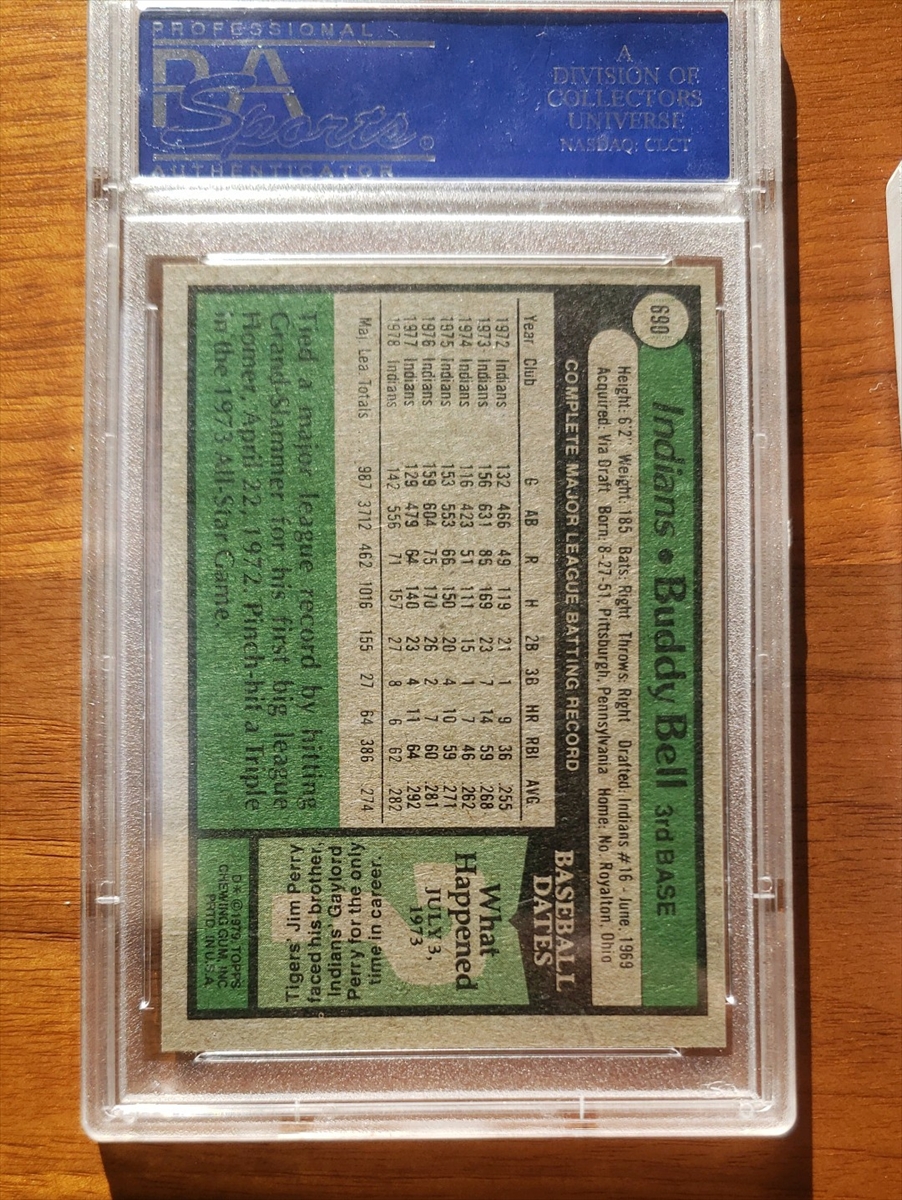 PROFESSIONAL
PSA
Sports®
AUTHENTICATOR
A
DIVISION OF
COLLECTORS
UNIVERSE
NASDAQ: CLCT
690
Indians • Buddy Bell 3rd BASE
Height: 6'2" Weight: 185 Bats: Right Throws: Right Drafted: Indians #16 - June, 1969
Acquired: Via Draft Born: 8-27-51, Pittsburgh, Pennsylvania Home: No. Royalton, Ohio
COMPLETE MAJOR LEAGUE BATTING RECORD
Year Club G AB R H 2B 3B HR RBI AVG
1972 Indians 132 466 49 119 21 1 9 36 .255
1973 Indians 156 631 86 169 23 7 14 59 .268
1974 Indians 116 423 51 111 15 1 7 46 .262
1975 Indians 153 553 66 150 20 4 10 59 .271
1976 Indians 159 604 75 170 26 2 7 60 .281
1977 Indians 129 479 64 140 23 4 11 64 .292
1978 Indians 142 556 71 157 27 8 6 62 .282
Maj. Lea. Totals 987 3712 462 1016 155 27 64 386 .274
Tied a major league record by hitting
Grand-Slammer for his first big league
Homer, April 22, 1972. Pinch-hit a Triple
in the 1973 All-Star Game.
BASEBALL
DATES
What
Happened
JULY 3,
1973
Tigers' Jim Perry
faced his brother,
Indians' Gaylord
Perry for the only
time in career.
D* © 1979 TOPPS
CHEWING GUM, INC.
PRTD. IN U.S.A.